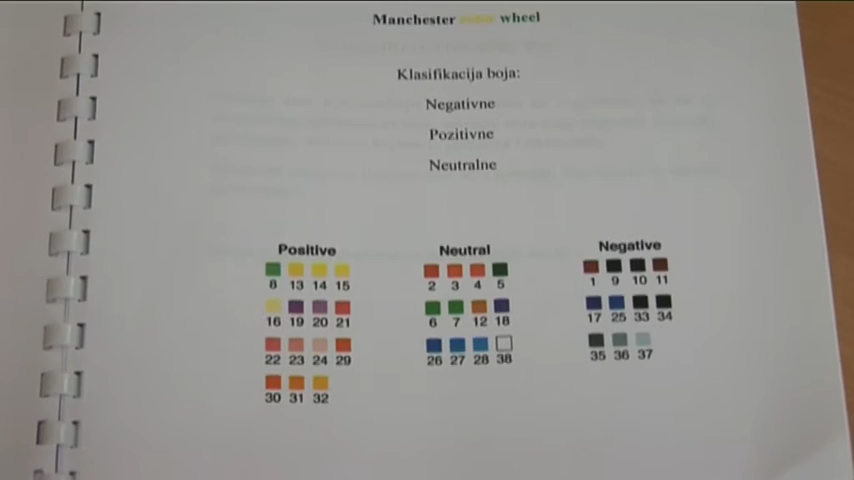 Manchester color wheel
Klasifikacija boja:
Negativne
Pozitivne
Neutralne
Positive
8 13 14 15
16 19 20 21
22 23 24 29
30 31 32
Neutral
2 3 4 5
6 7 12 18
26 27 28 38
Negative
1 9 10 11
17 25 33 34
35 36 37